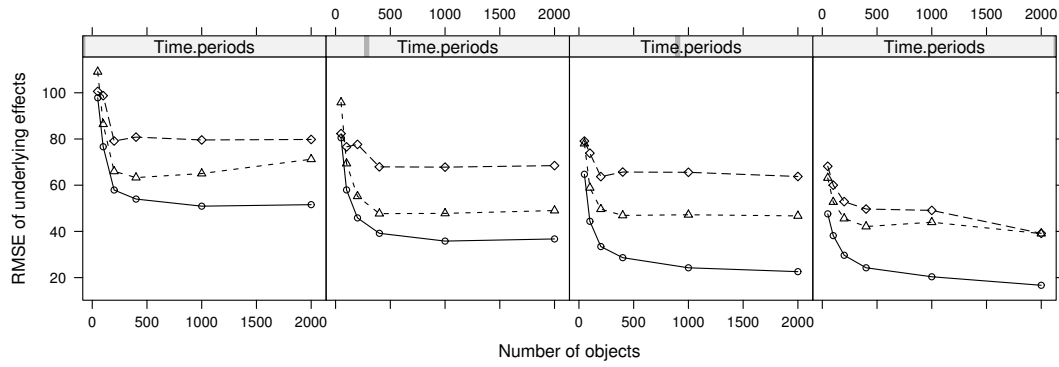 0 500 1000 1500 2000
0 500 1000 1500 2000
Time.periods Time.periods Time.periods Time.periods
RMSE of underlying effects
100
80
60
40
20
0 500 1000 1500 2000
0 500 1000 1500 2000
Number of objects